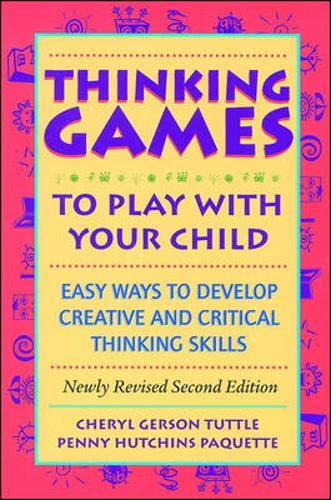 THINKING
GAMES
TO PLAY WITH
YOUR CHILD
EASY WAYS TO DEVELOP
CREATIVE AND CRITICAL
THINKING SKILLS
Newly Revised Second Edition
CHERYL GERSON TUTTLE
PENNY HUTCHINS PAQUETTE